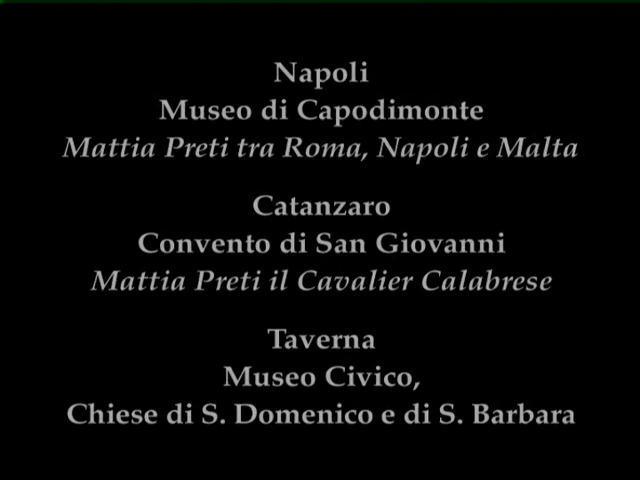 Napoli
Museo di Capodimonte
Mattia Preti tra Roma, Napoli e Malta
Catanzaro
Convento di San Giovanni
Mattia Preti il Cavalier Calabrese
Taverna
Museo Civico,
Chiese di S. Domenico e di S. Barbara